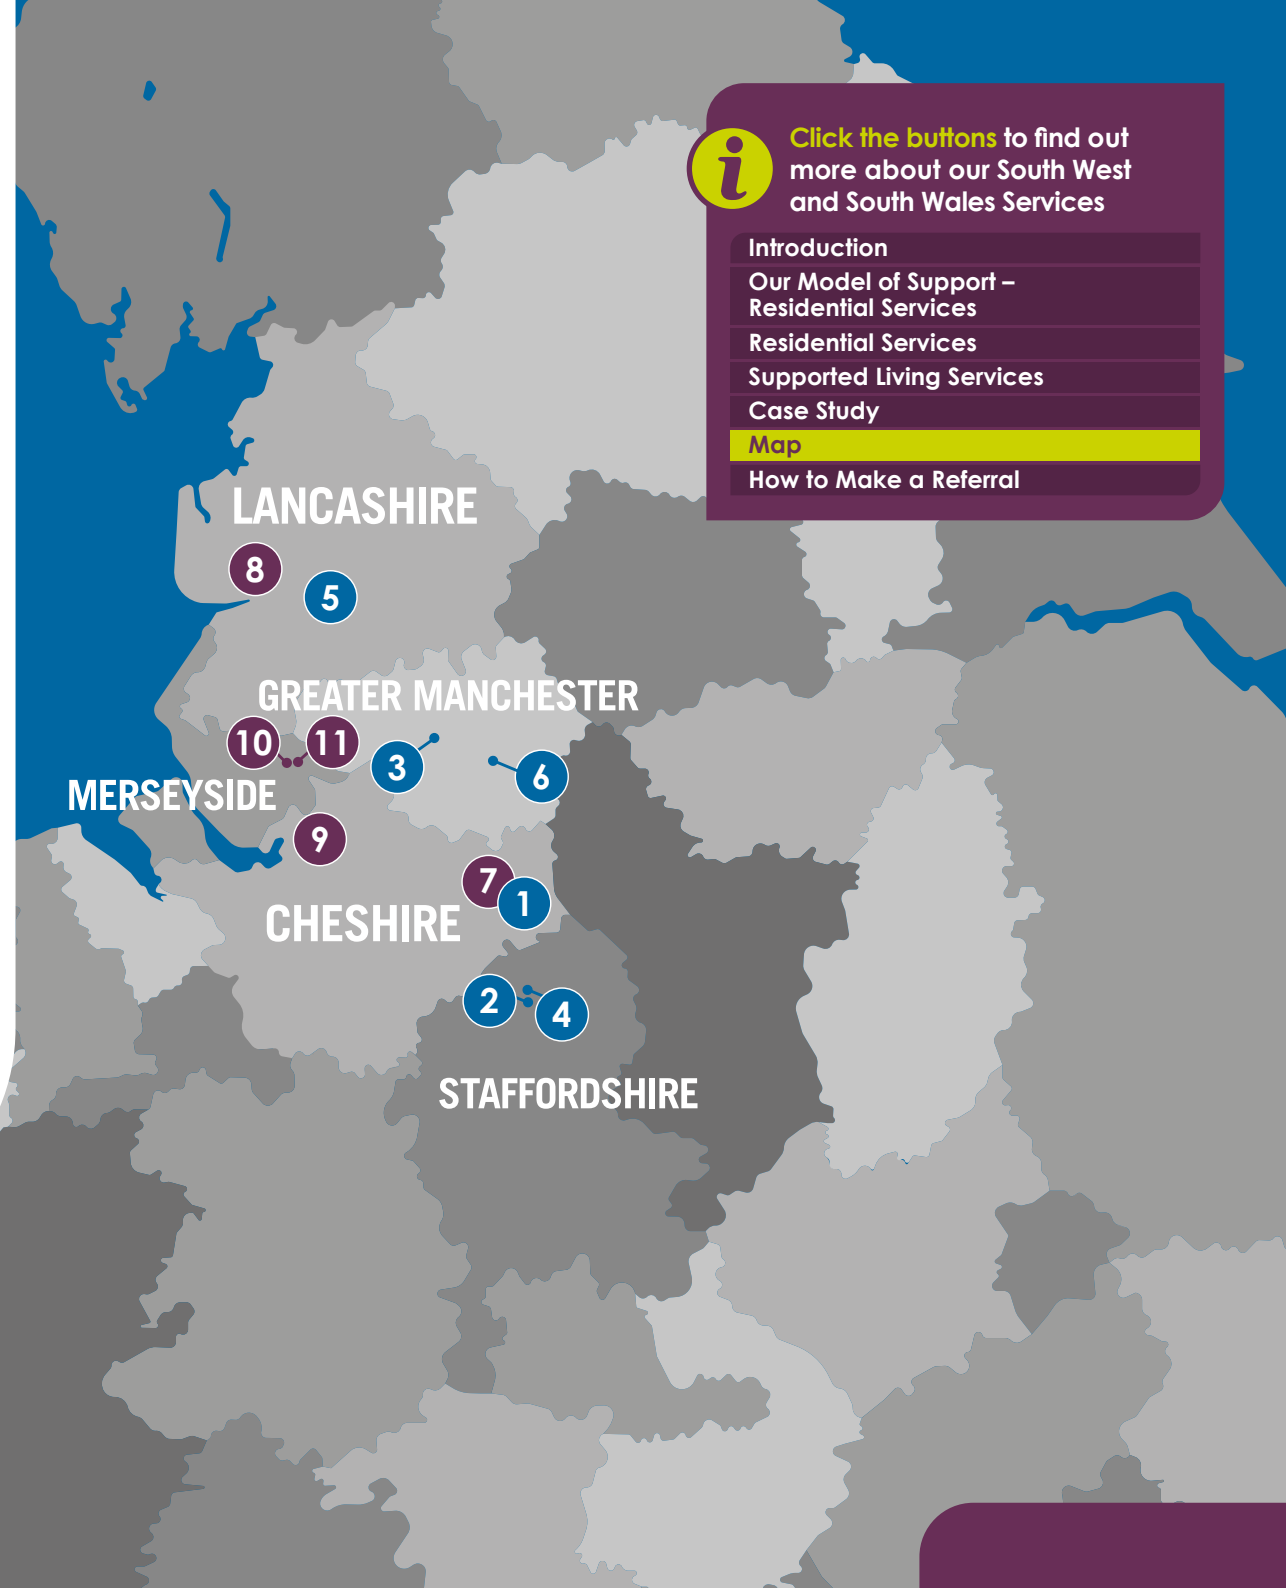 Click the buttons to find out
more about our South West
and South Wales Services
i
Introduction
Our Model of Support –
Residential Services
Residential Services
Supported Living Services
Case Study
Map
How to Make a Referral
LANCASHIRE
8
5
GREATER MANCHESTER
10
11
3
6
MERSEYSIDE
9
7
1
CHESHIRE
2
4
STAFFORDSHIRE